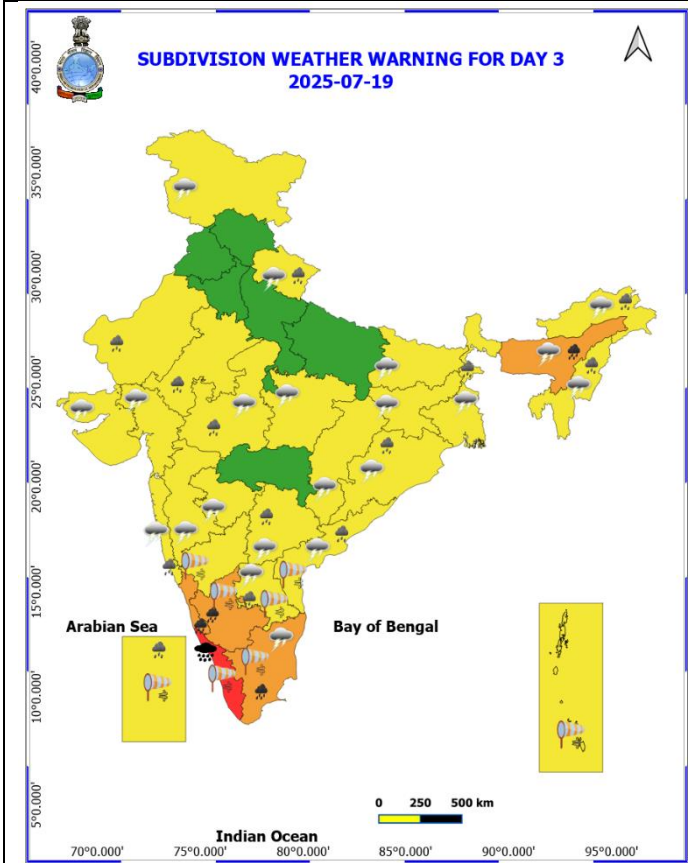 SUBDIVISION WEATHER WARNING FOR DAY 3
2025-07-19
40°0.000'
35°0.000'
30°0.000'
25°0.000'
20°0.000'
15°0.000'
10°0.000'
5°0.000'
Arabian Sea
Bay of Bengal
0 250 500 km
Indian Ocean
70°0.000' 75°0.000' 80°0.000' 85°0.000' 90°0.000' 95°0.000'